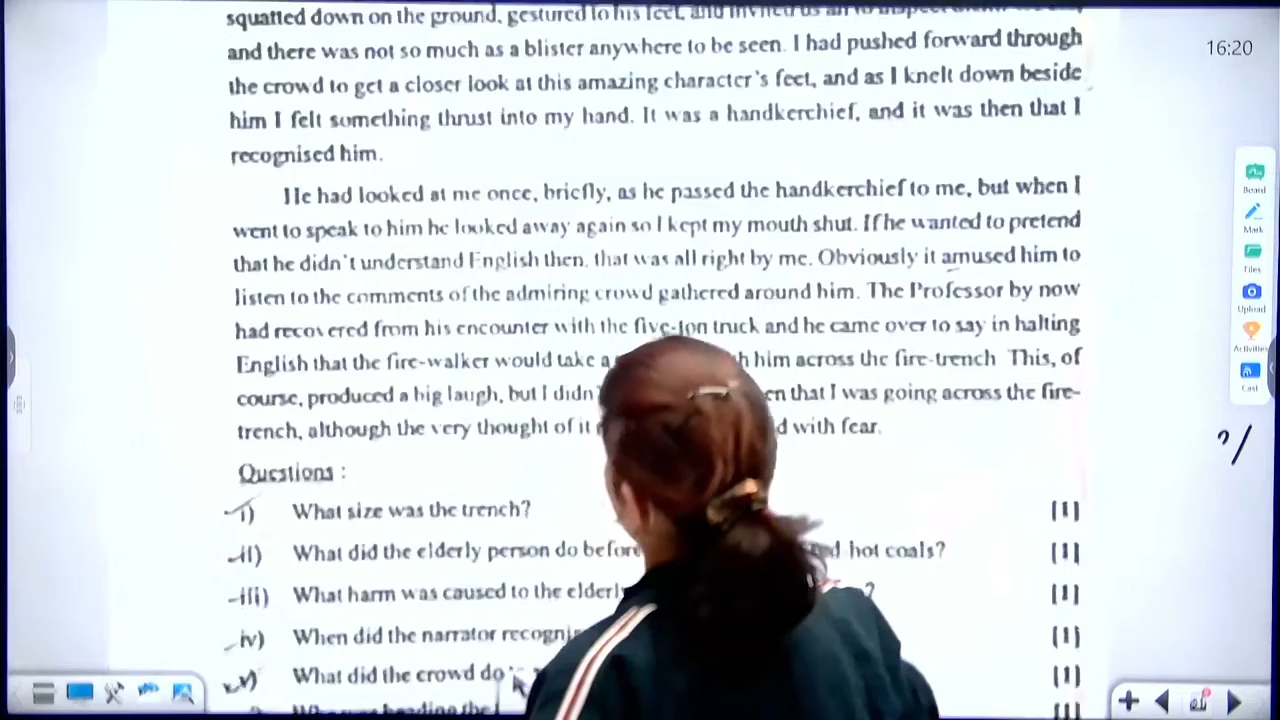 squatted down on the ground, gestured to his feet, and invited us all to inspect
and there was not so much as a blister anywhere to be seen. I had pushed forward through
the crowd to get a closer look at this amazing character's feet, and as I knelt down beside
him I felt something thrust into my hand. It was a handkerchief, and it was then that I
recognised him.
He had looked at me once, briefly, as he passed the handkerchief to me, but when I
went to speak to him he looked away again so I kept my mouth shut. If he wanted to pretend
that he didn't understand English then, that was all right by me. Obviously it amused him to
listen to the comments of the admiring crowd gathered around him. The Professor by now
had recovered from his encounter with the five-ton truck and he came over to say in halting
English that the fire-walker would take a h him across the fire-trench This, of
course, produced a big laugh, but I didn en that I was going across the fire-
trench, although the very thought of it d with fear.
Questions :
i) What size was the trench? [1]
ii) What did the elderly person do before d hot coals? [1]
iii) What harm was caused to the elderly ? [1]
iv) When did the narrator recogni [1]
v) What did the crowd do [1]
16:20
Board
Mark
Files
Upload
Activities
Cast